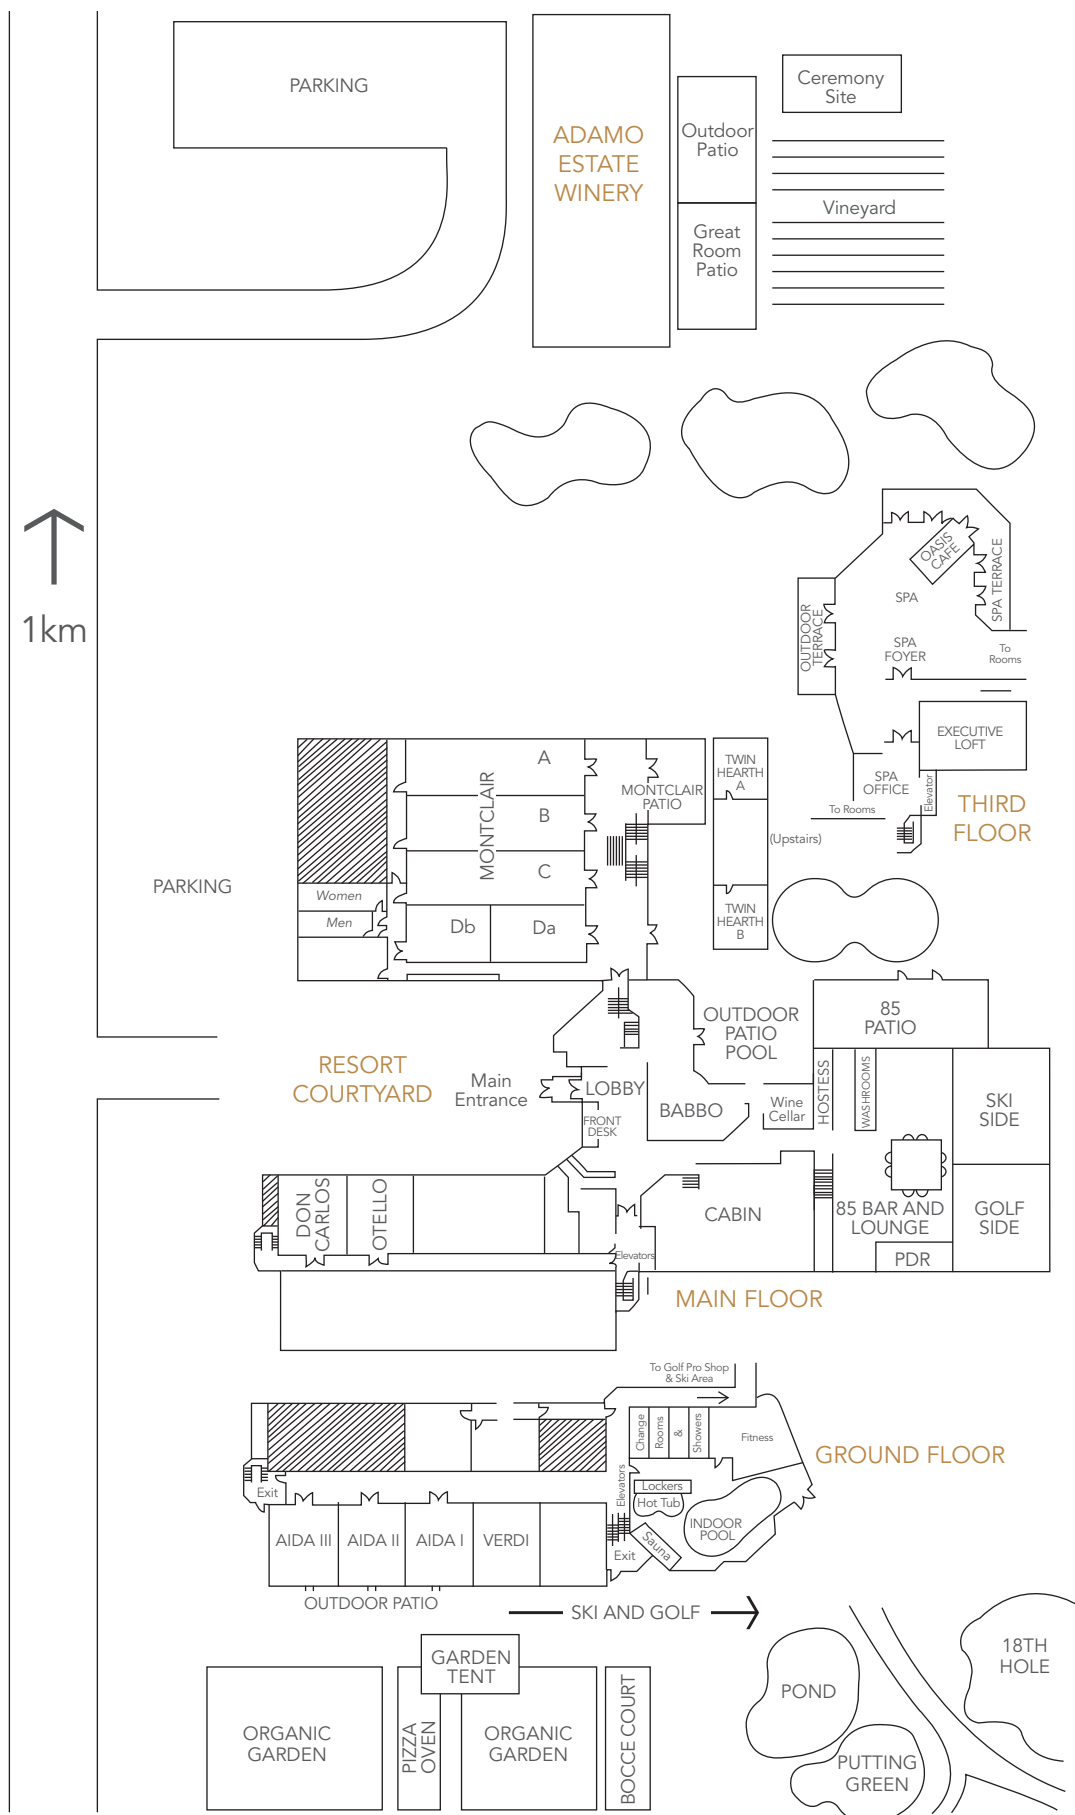 PARKING
ADAMO
ESTATE
WINERY
Outdoor
Patio
Great
Room
Patio
Ceremony
Site
Vineyard
1km
OASIS
CAFE
SPA TERRACE
SPA
OUTDOOR
TERRACE
SPA
FOYER
To
Rooms
EXECUTIVE
LOFT
SPA
OFFICE
Elevator
To Rooms
THIRD
FLOOR
A
B
C
Db
Da
MONTCLAIR
MONTCLAIR
PATIO
TWIN
HEARTH
A
(Upstairs)
TWIN
HEARTH
B
PARKING
Women
Men
OUTDOOR
PATIO
POOL
85
PATIO
RESORT
COURTYARD
Main
Entrance
LOBBY
FRONT
DESK
BABBO
Wine
Cellar
HOSTESS
WASHROOMS
SKI
SIDE
DON
CARLOS
OTELLO
CABIN
85 BAR AND
LOUNGE
GOLF
SIDE
PDR
Elevators
MAIN FLOOR
To Golf Pro Shop
& Ski Area
Change
Rooms
&
Showers
Fitness
GROUND FLOOR
Exit
Elevators
Lockers
Hot Tub
INDOOR
POOL
Sauna
Exit
AIDA III
AIDA II
AIDA I
VERDI
OUTDOOR PATIO
SKI AND GOLF
GARDEN
TENT
ORGANIC
GARDEN
PIZZA
OVEN
ORGANIC
GARDEN
BOCCE COURT
POND
PUTTING
GREEN
18TH
HOLE